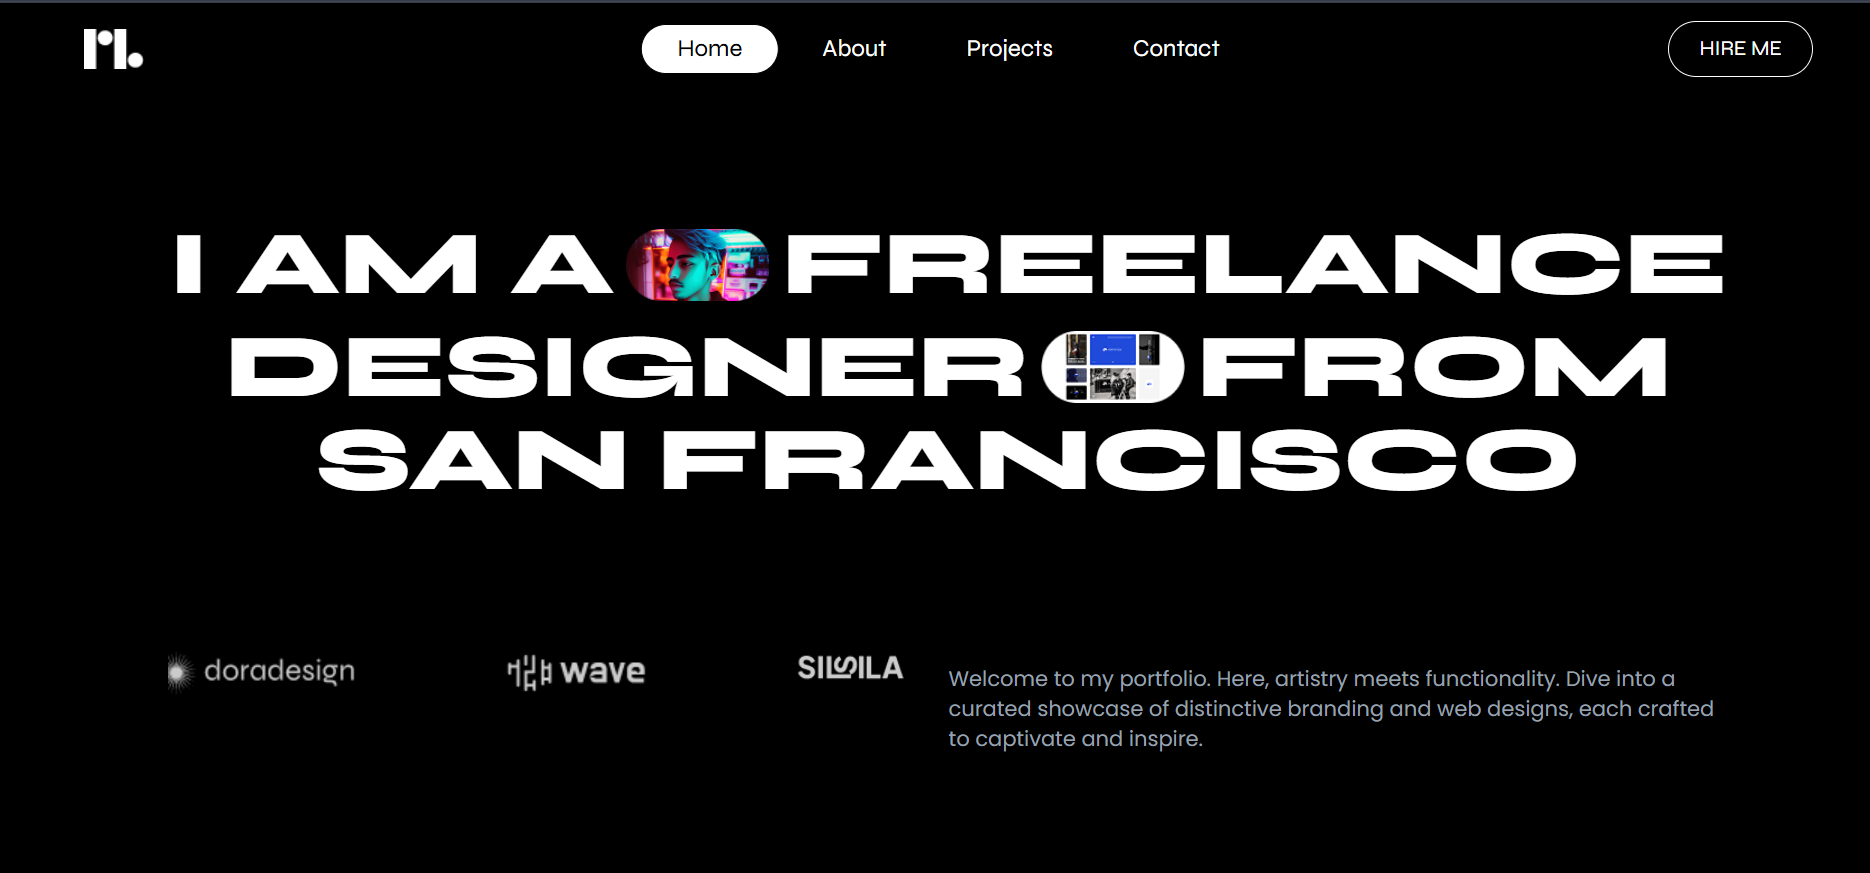 Home
About
Projects
Contact
HIRE ME
I AM A FREELANCE
DESIGNER FROM
SAN FRANCISCO
doradesign
wave
SILSILA
Welcome to my portfolio. Here, artistry meets functionality. Dive into a
curated showcase of distinctive branding and web designs, each crafted
to captivate and inspire.